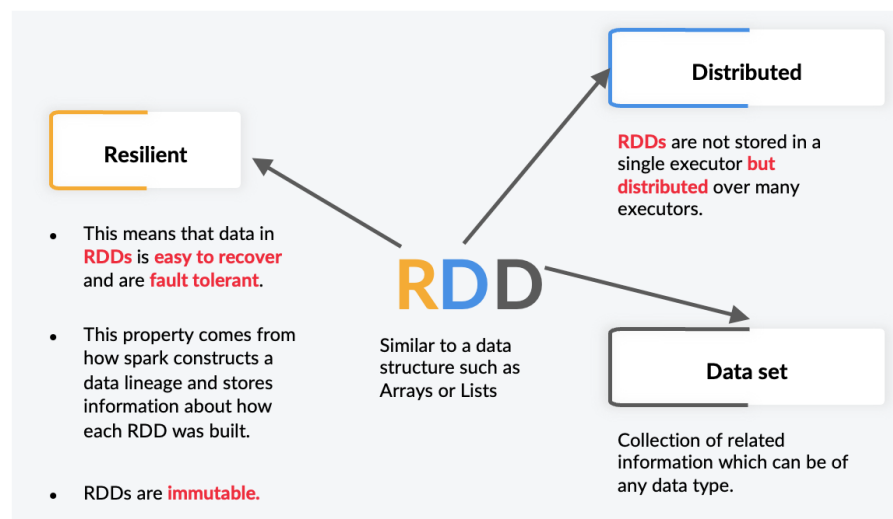 Resilient
• This means that data in
RDDs is easy to recover
and are fault tolerant.
• This property comes from
how spark constructs a
data lineage and stores
information about how
each RDD was built.
• RDDs are immutable.
RDD
Similar to a data
structure such as
Arrays or Lists
Distributed
RDDs are not stored in a
single executor but
distributed over many
executors.
Data set
Collection of related
information which can be of
any data type.